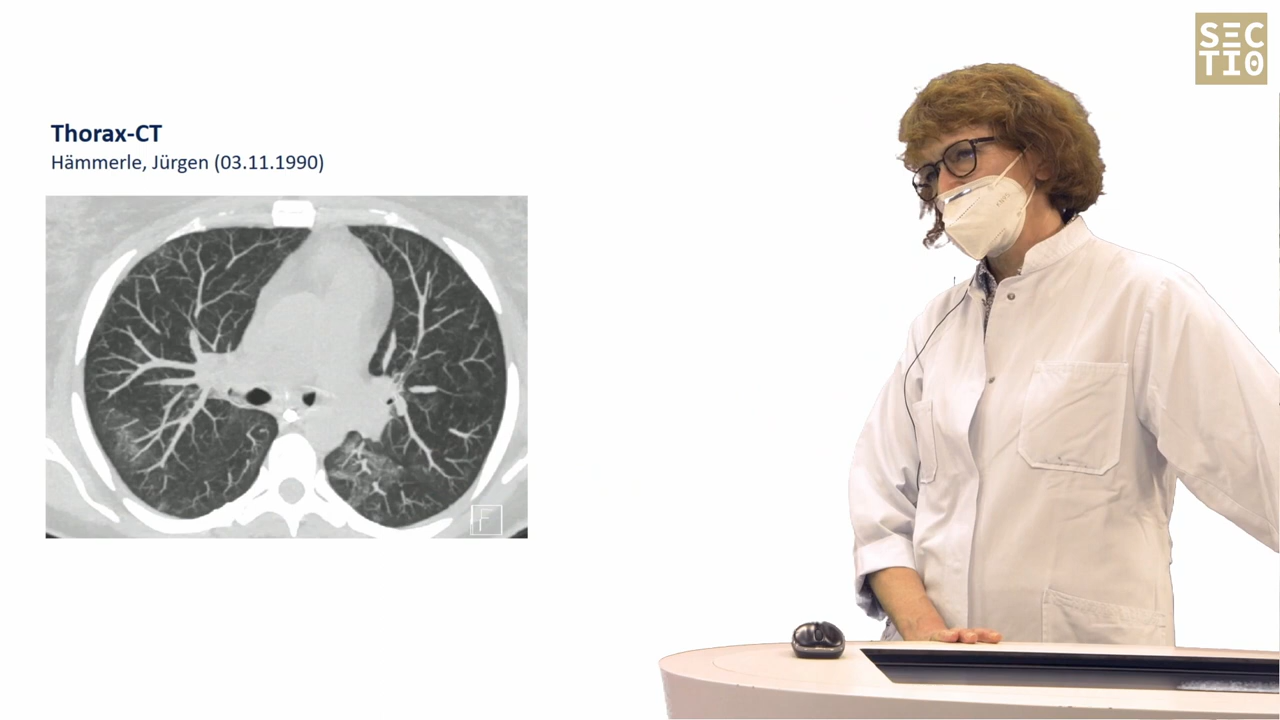 SEC
TIO
Thorax-CT
Hämmerle, Jürgen (03.11.1990)
F